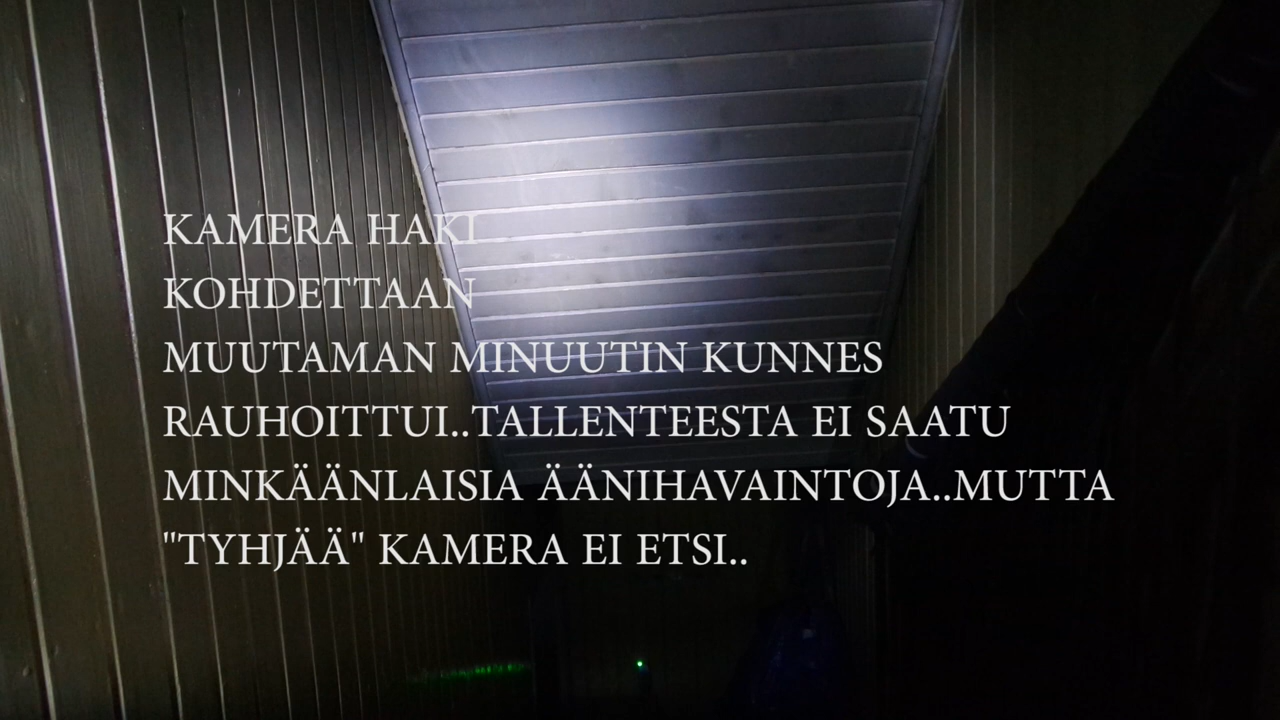 KAMERA HAKI
KOHDETTAAN
MUUTAMAN MINUUTIN KUNNES
RAUHOITTUI..TALLENTEESTA EI SAATU
MINKÄÄNLAISIA ÄÄNIHAVAINTOJA..MUTTA
"TYHJÄÄ" KAMERA EI ETSI..